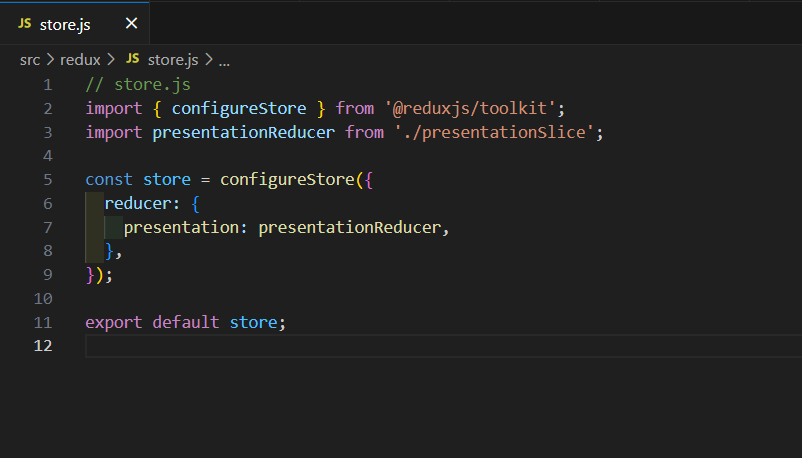 JS store.js ×
src > redux > JS store.js > ...
1 // store.js
2 import { configureStore } from '@reduxjs/toolkit';
3 import presentationReducer from './presentationSlice';
4
5 const store = configureStore({
6   reducer: {
7     presentation: presentationReducer,
8   },
9 });
10
11 export default store;
12